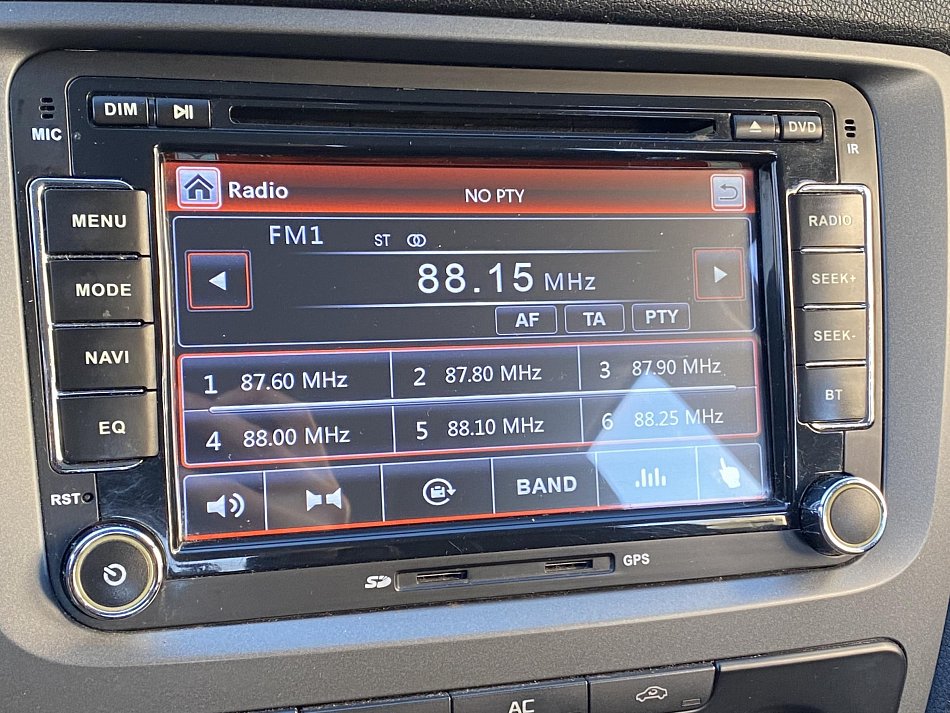 DIM
DVD
MIC
IR
Radio NO PTY
MENU
MODE
NAVI
EQ
RST
FM1 ST
88.15 MHz
AF TA PTY
1 87.60 MHz 2 87.80 MHz 3 87.90 MHz
4 88.00 MHz 5 88.10 MHz 6 88.25 MHz
BAND
RADIO
SEEK+
SEEK-
BT
SD GPS
AC